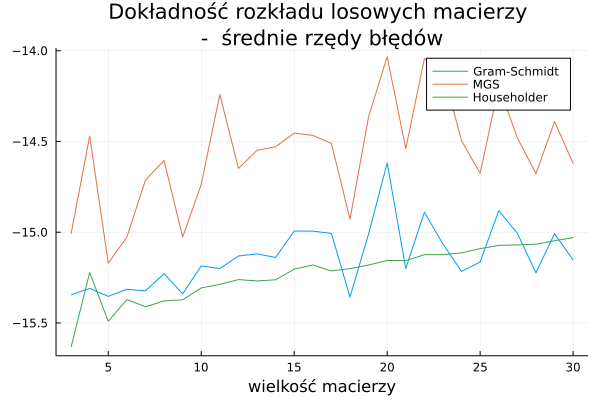 Dokładność rozkładu losowych macierzy
- średnie rzędy błędów
−14.0
−14.5
−15.0
−15.5
Gram-Schmidt
MGS
Householder
5
10
15
20
25
30
wielkość macierzy